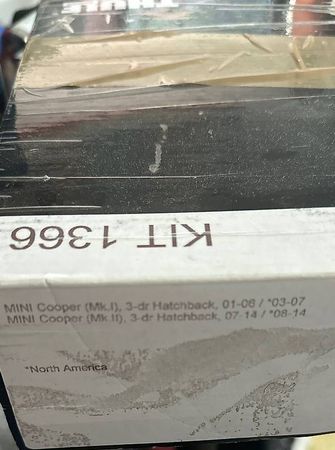 THULE
KIT 1366
MINI Cooper (Mk.I), 3-dr Hatchback, 01-06 / *03-07
MINI Cooper (Mk.II), 3-dr Hatchback, 07-14 / *08-14
*North America